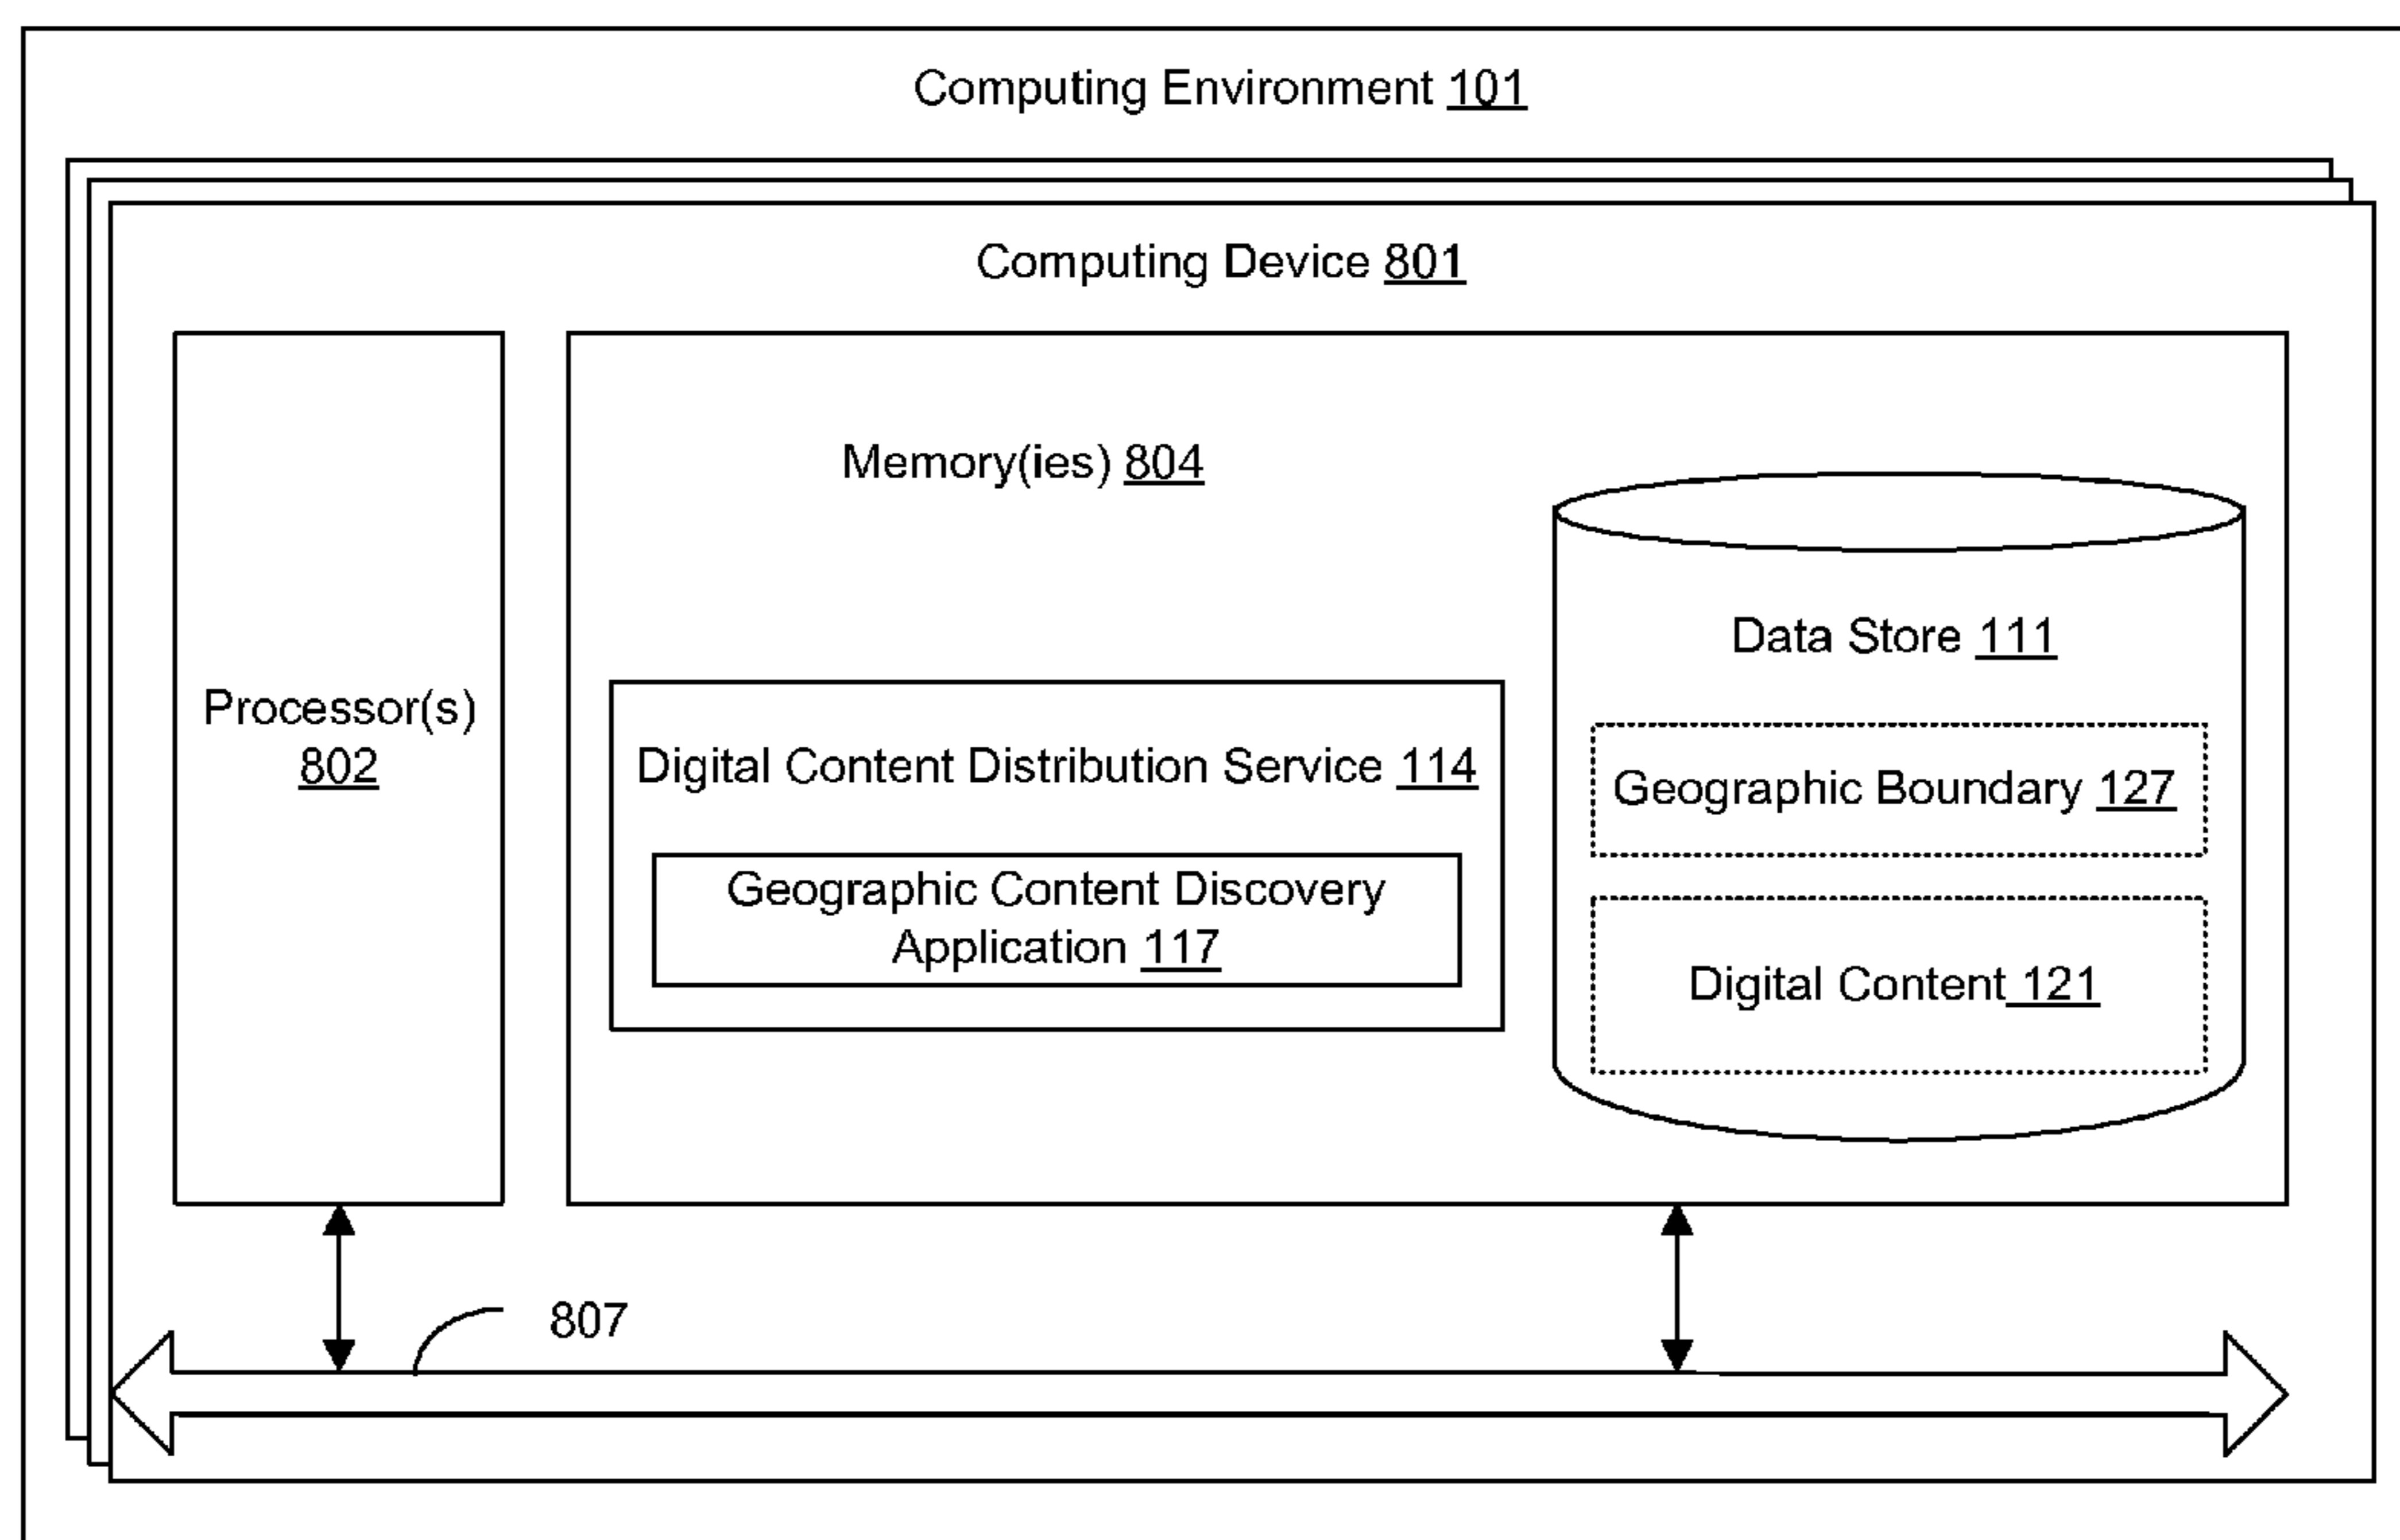 Computing Environment 101
Computing Device 801
Processor(s)
802
Memory(ies) 804
Digital Content Distribution Service 114
Geographic Content Discovery
Application 117
Data Store 111
Geographic Boundary 127
Digital Content 121
807